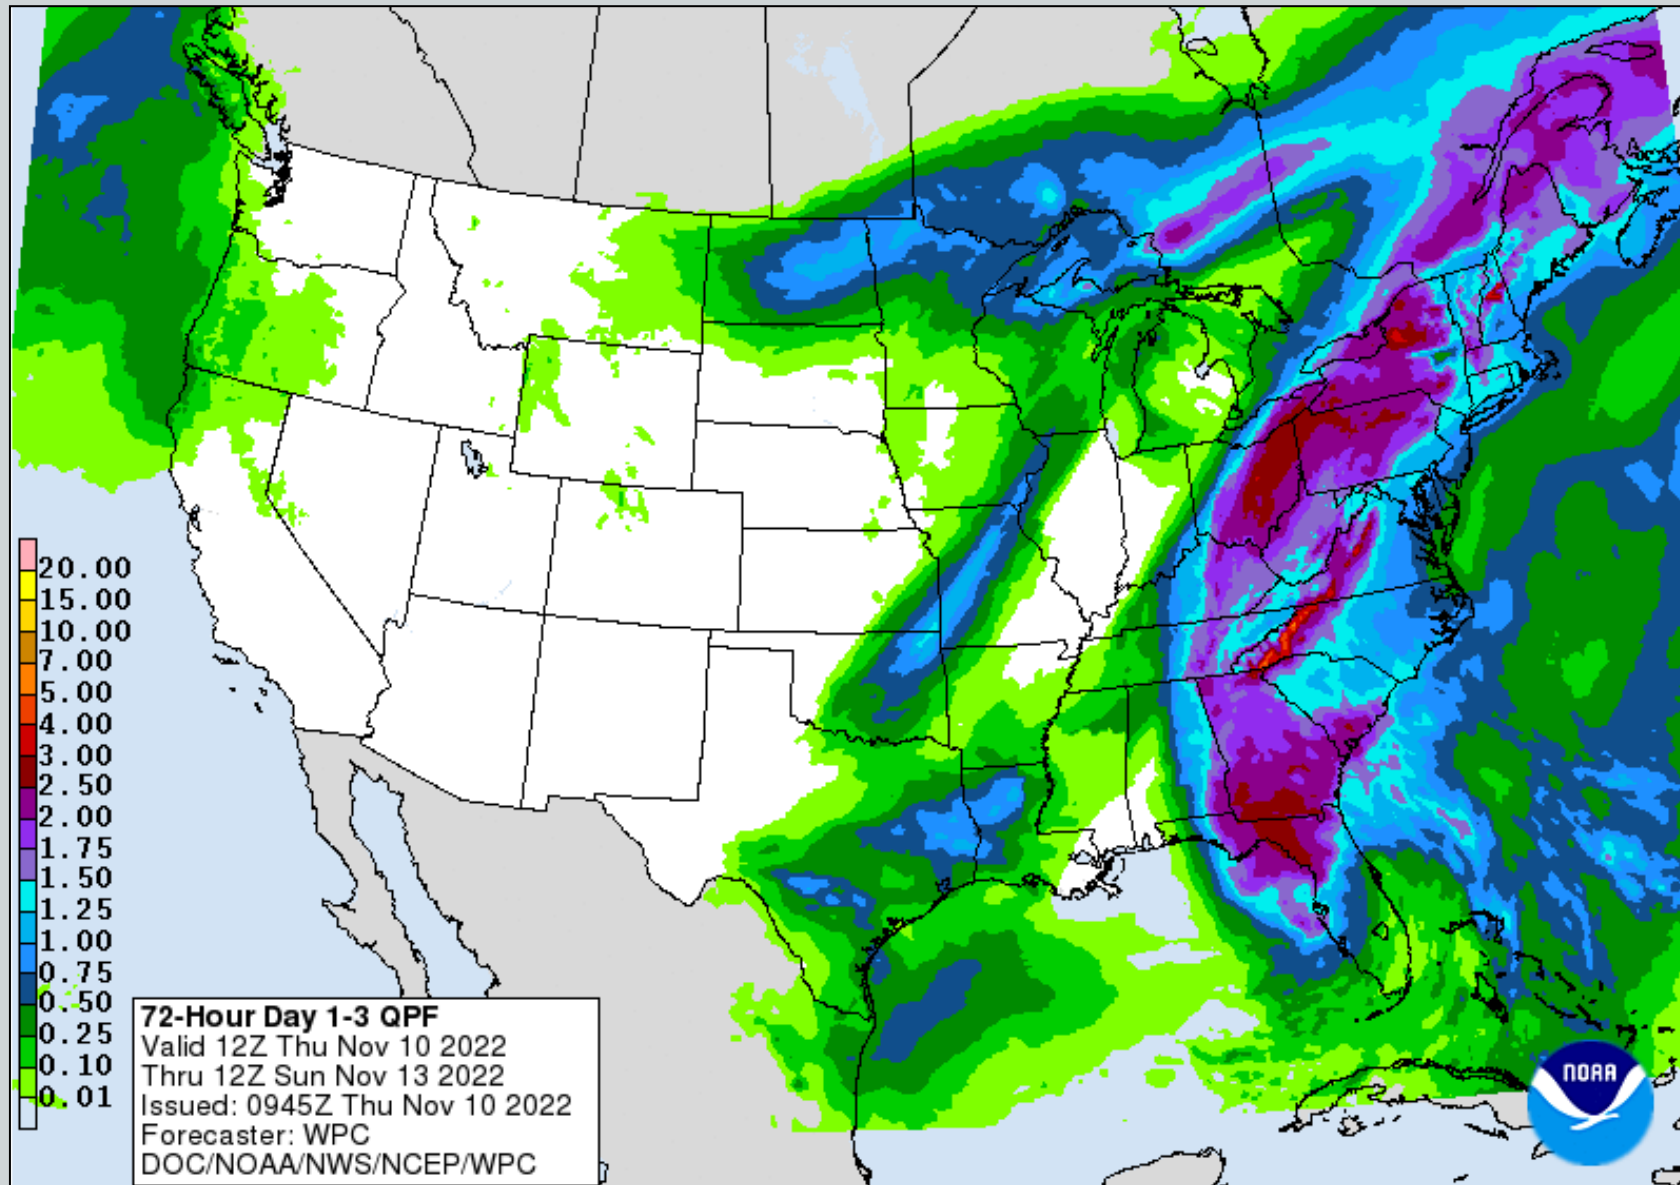 20.00
15.00
10.00
7.00
5.00
4.00
3.00
2.50
2.00
1.75
1.50
1.25
1.00
0.75
0.50
0.25
0.10
0.01
72-Hour Day 1-3 QPF
Valid 12Z Thu Nov 10 2022
Thru 12Z Sun Nov 13 2022
Issued: 0945Z Thu Nov 10 2022
Forecaster: WPC
DOC/NOAA/NWS/NCEP/WPC
NOAA